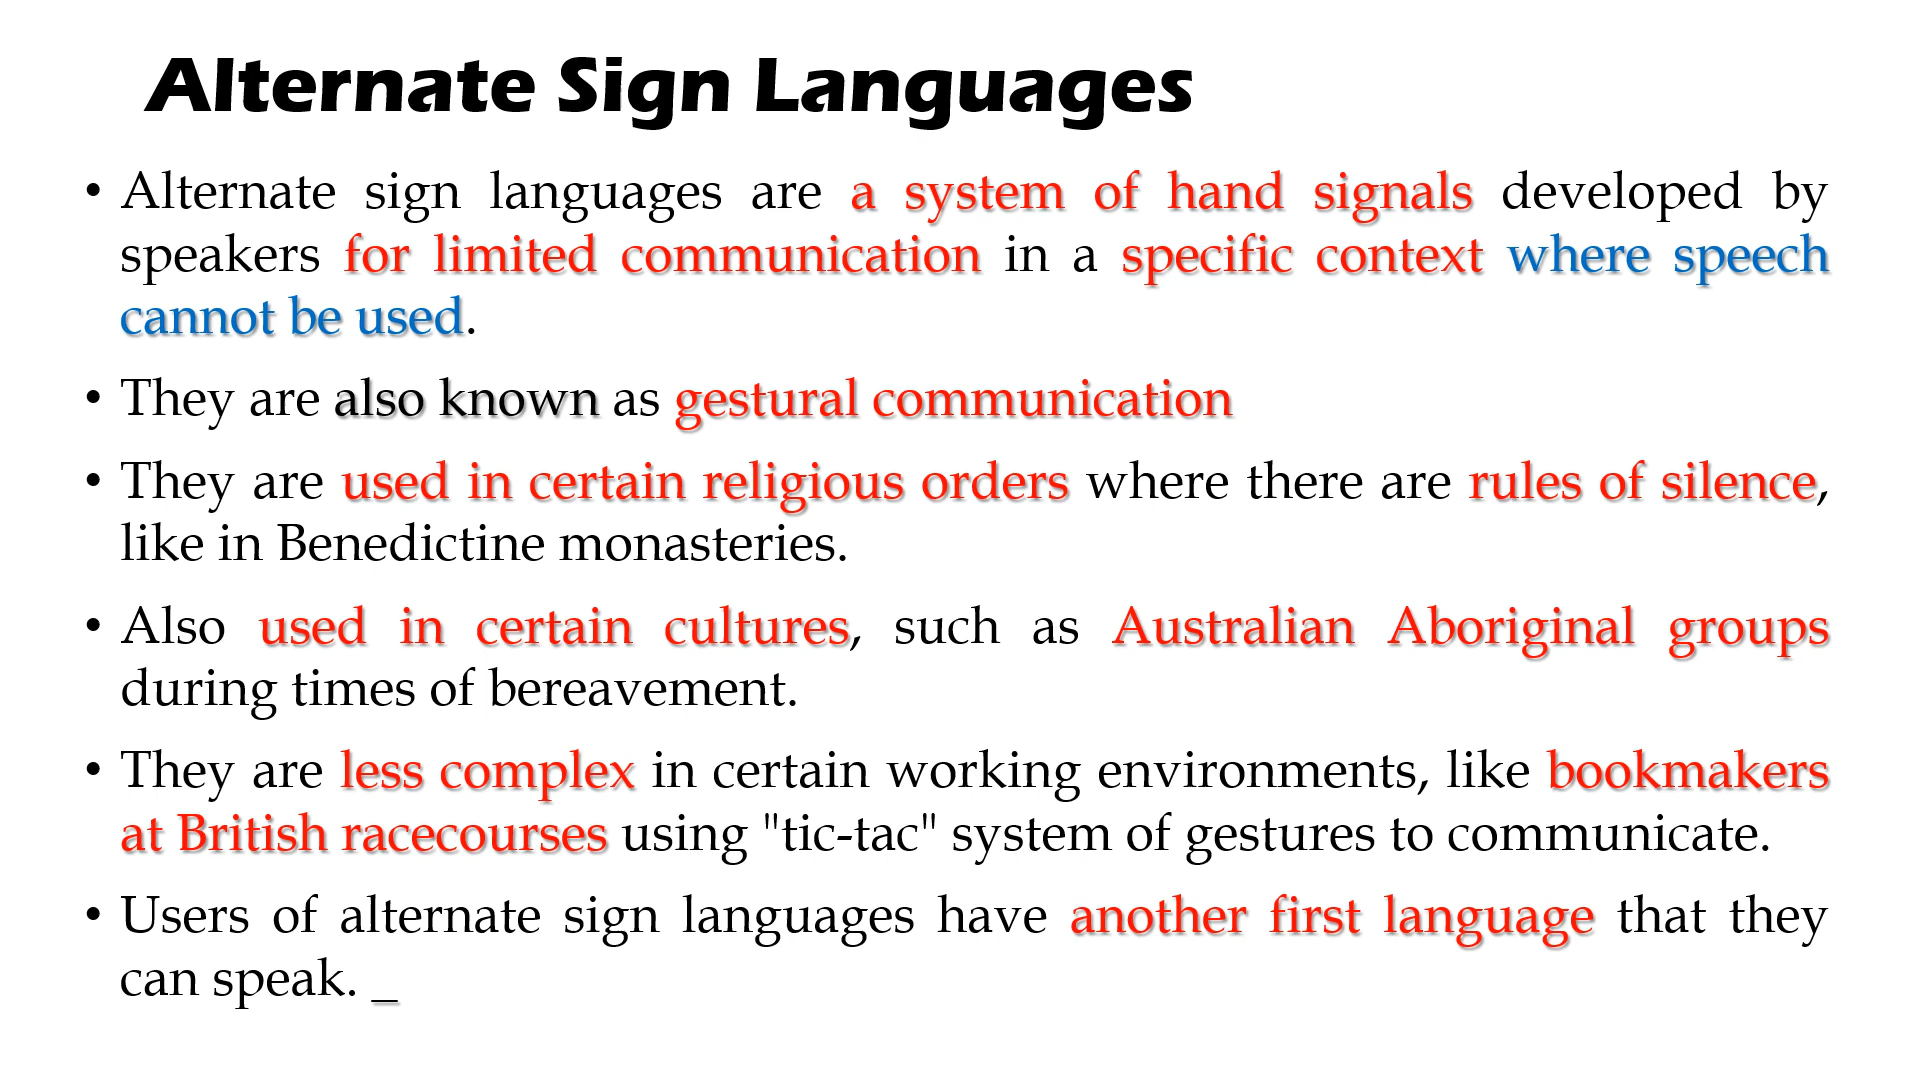 Alternate Sign Languages
• Alternate sign languages are a system of hand signals developed by
speakers for limited communication in a specific context where speech
cannot be used.
• They are also known as gestural communication
• They are used in certain religious orders where there are rules of silence,
like in Benedictine monasteries.
• Also used in certain cultures, such as Australian Aboriginal groups
during times of bereavement.
• They are less complex in certain working environments, like bookmakers
at British racecourses using "tic-tac" system of gestures to communicate.
• Users of alternate sign languages have another first language that they
can speak. _